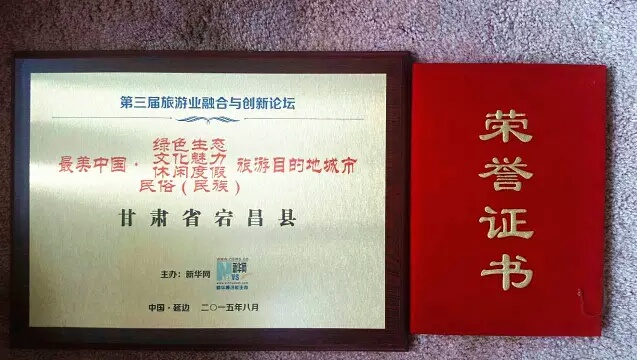 第三届旅游业融合与创新论坛
绿色生态
文化魅力
最美中国·休闲度假旅游目的地城市
民俗（民族）
甘肃省宕昌县
主办：新华网 新华网
中国·延边 二〇一五年八月
荣誉证书